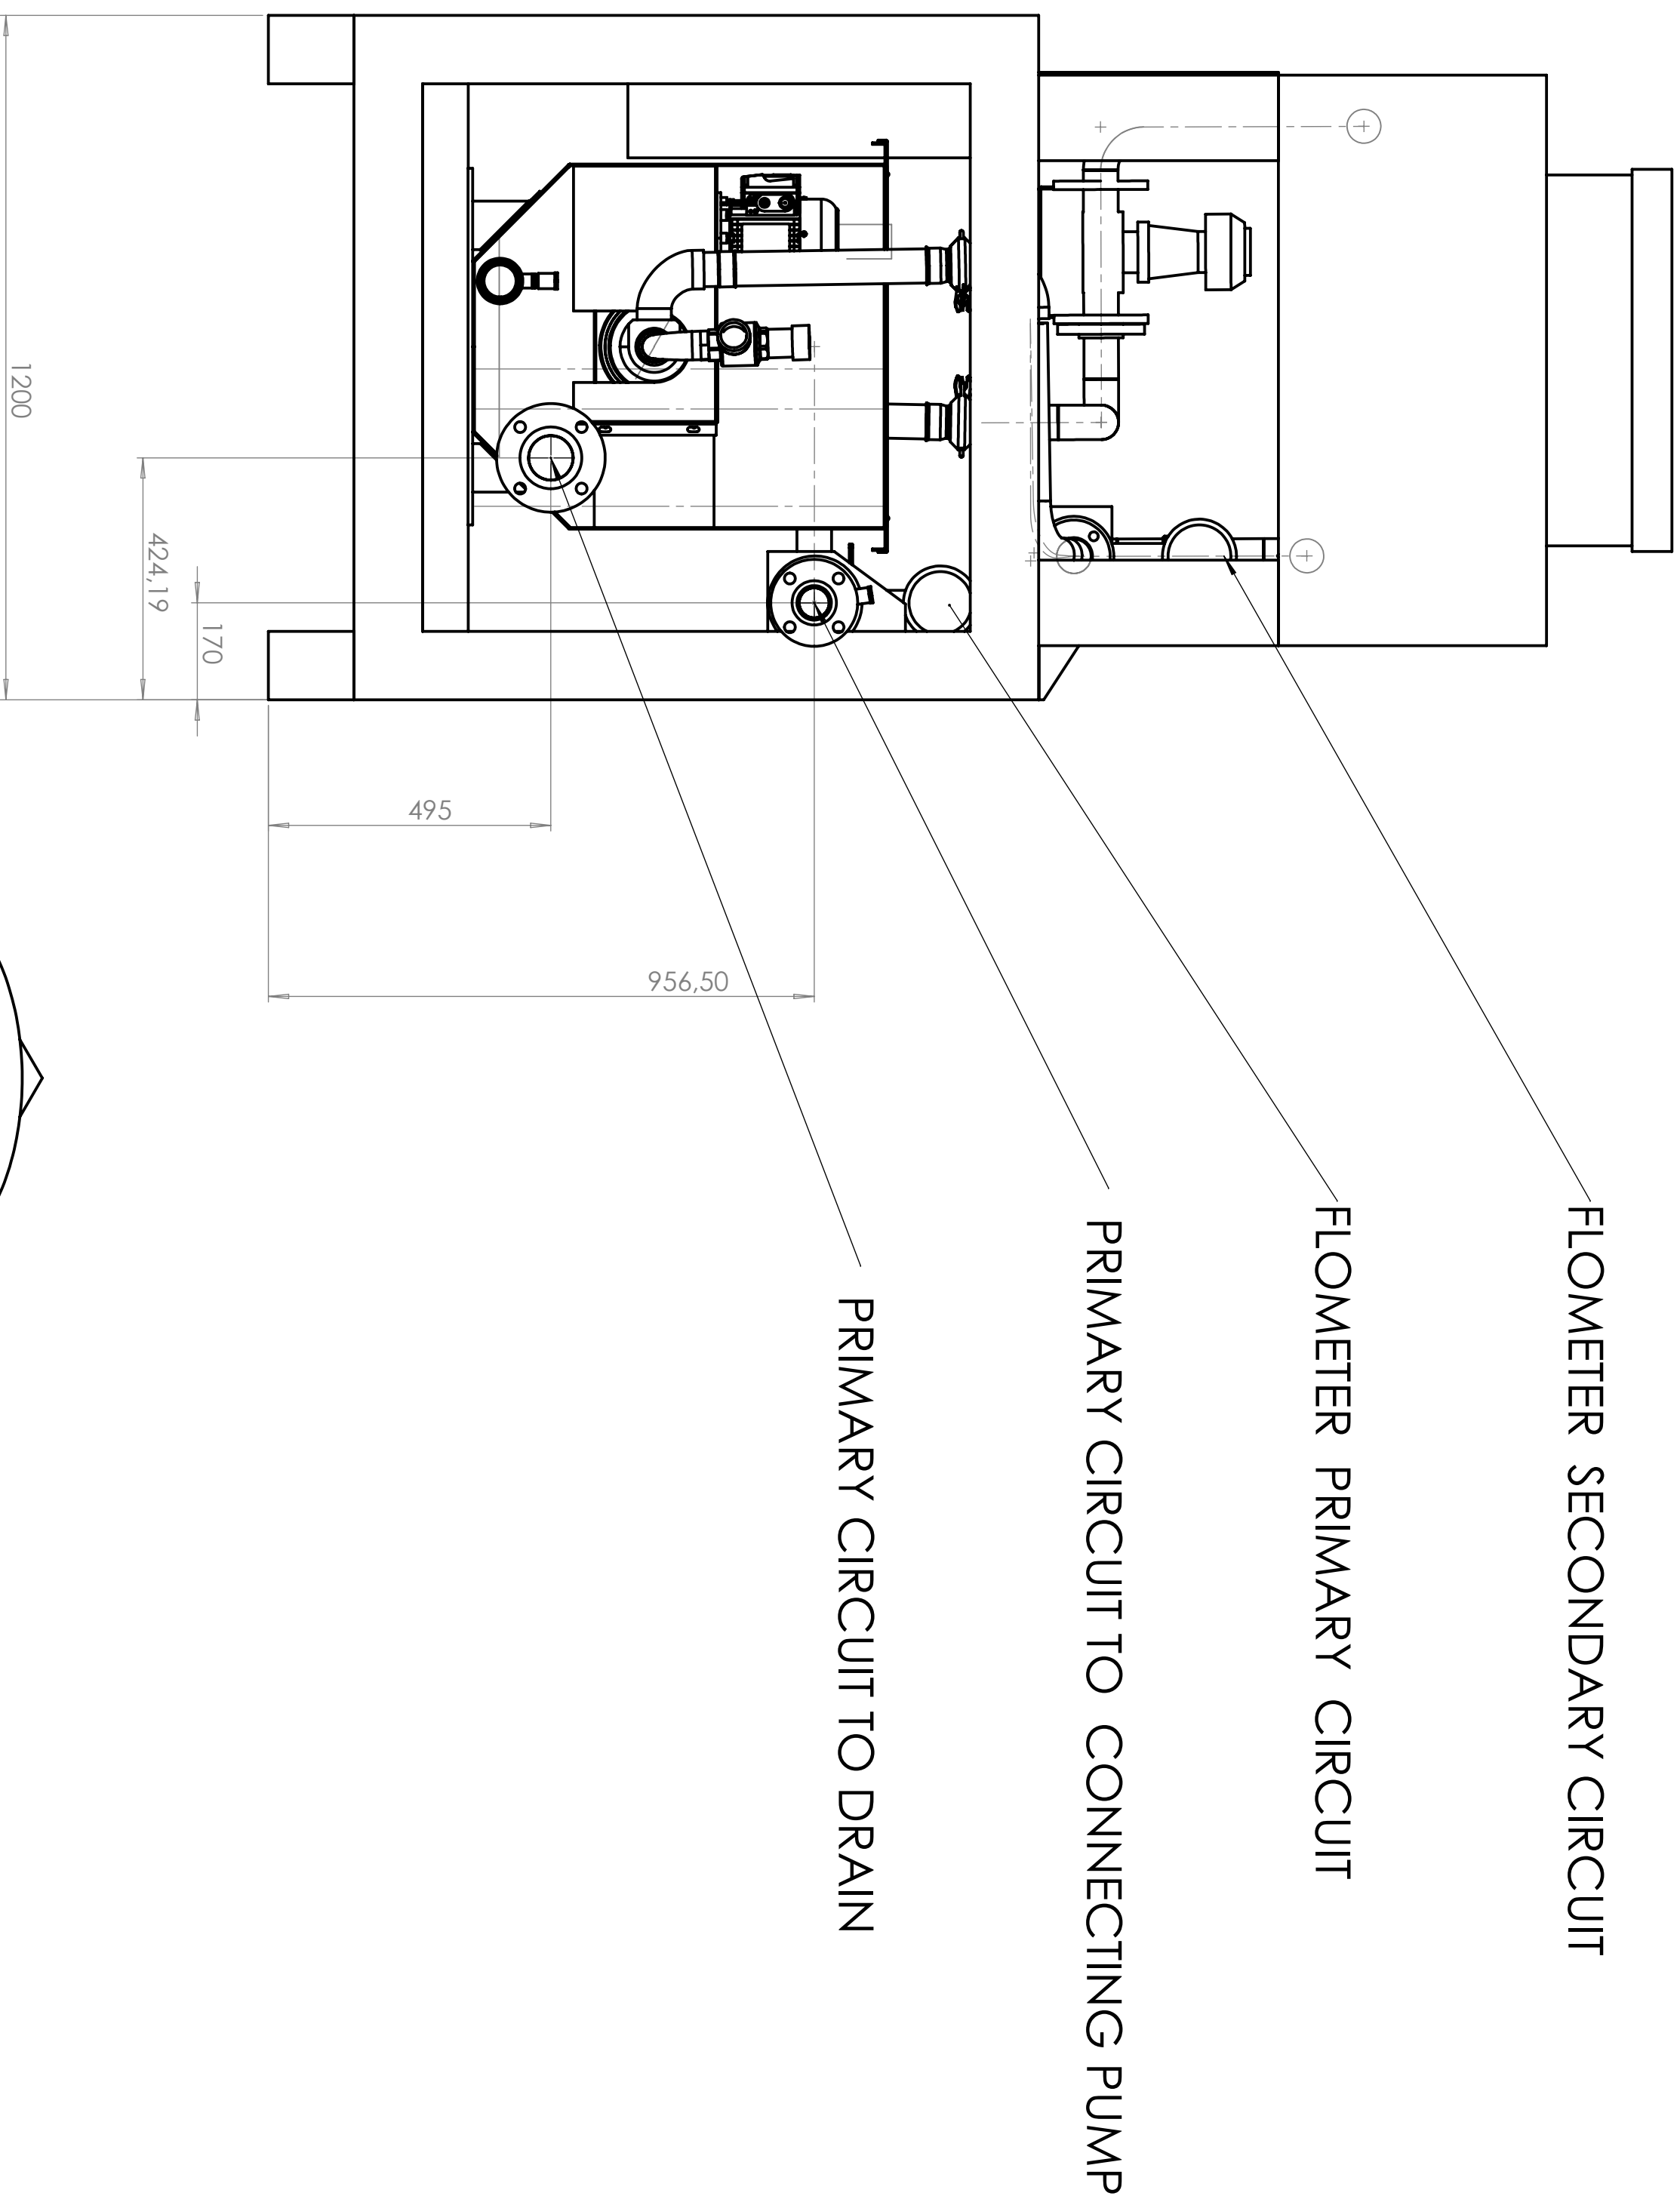 FLOMETER SECONDARY CIRCUIT
FLOMETER PRIMARY CIRCUIT
PRIMARY CIRCUIT TO CONNECTING PUMP
PRIMARY CIRCUIT TO DRAIN
956,50
495
170
424,19
1200